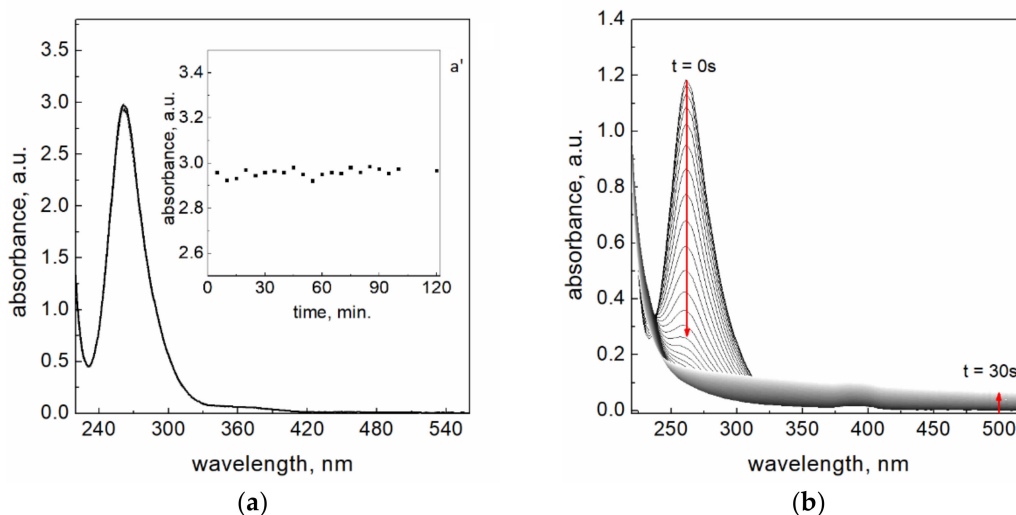 3.5
3.0
2.5
2.0
1.5
1.0
0.5
0.0
absorbance, a.u.
240 300 360 420 480 540
wavelength, nm
a'
3.4
3.2
3.0
2.8
2.6
absorbance, a.u.
0 30 60 90 120
time, min.
(a)
1.4
1.2
1.0
0.8
0.6
0.4
0.2
0.0
absorbance, a.u.
t = 0s
t = 30s
250 300 350 400 450 500
wavelength, nm
(b)